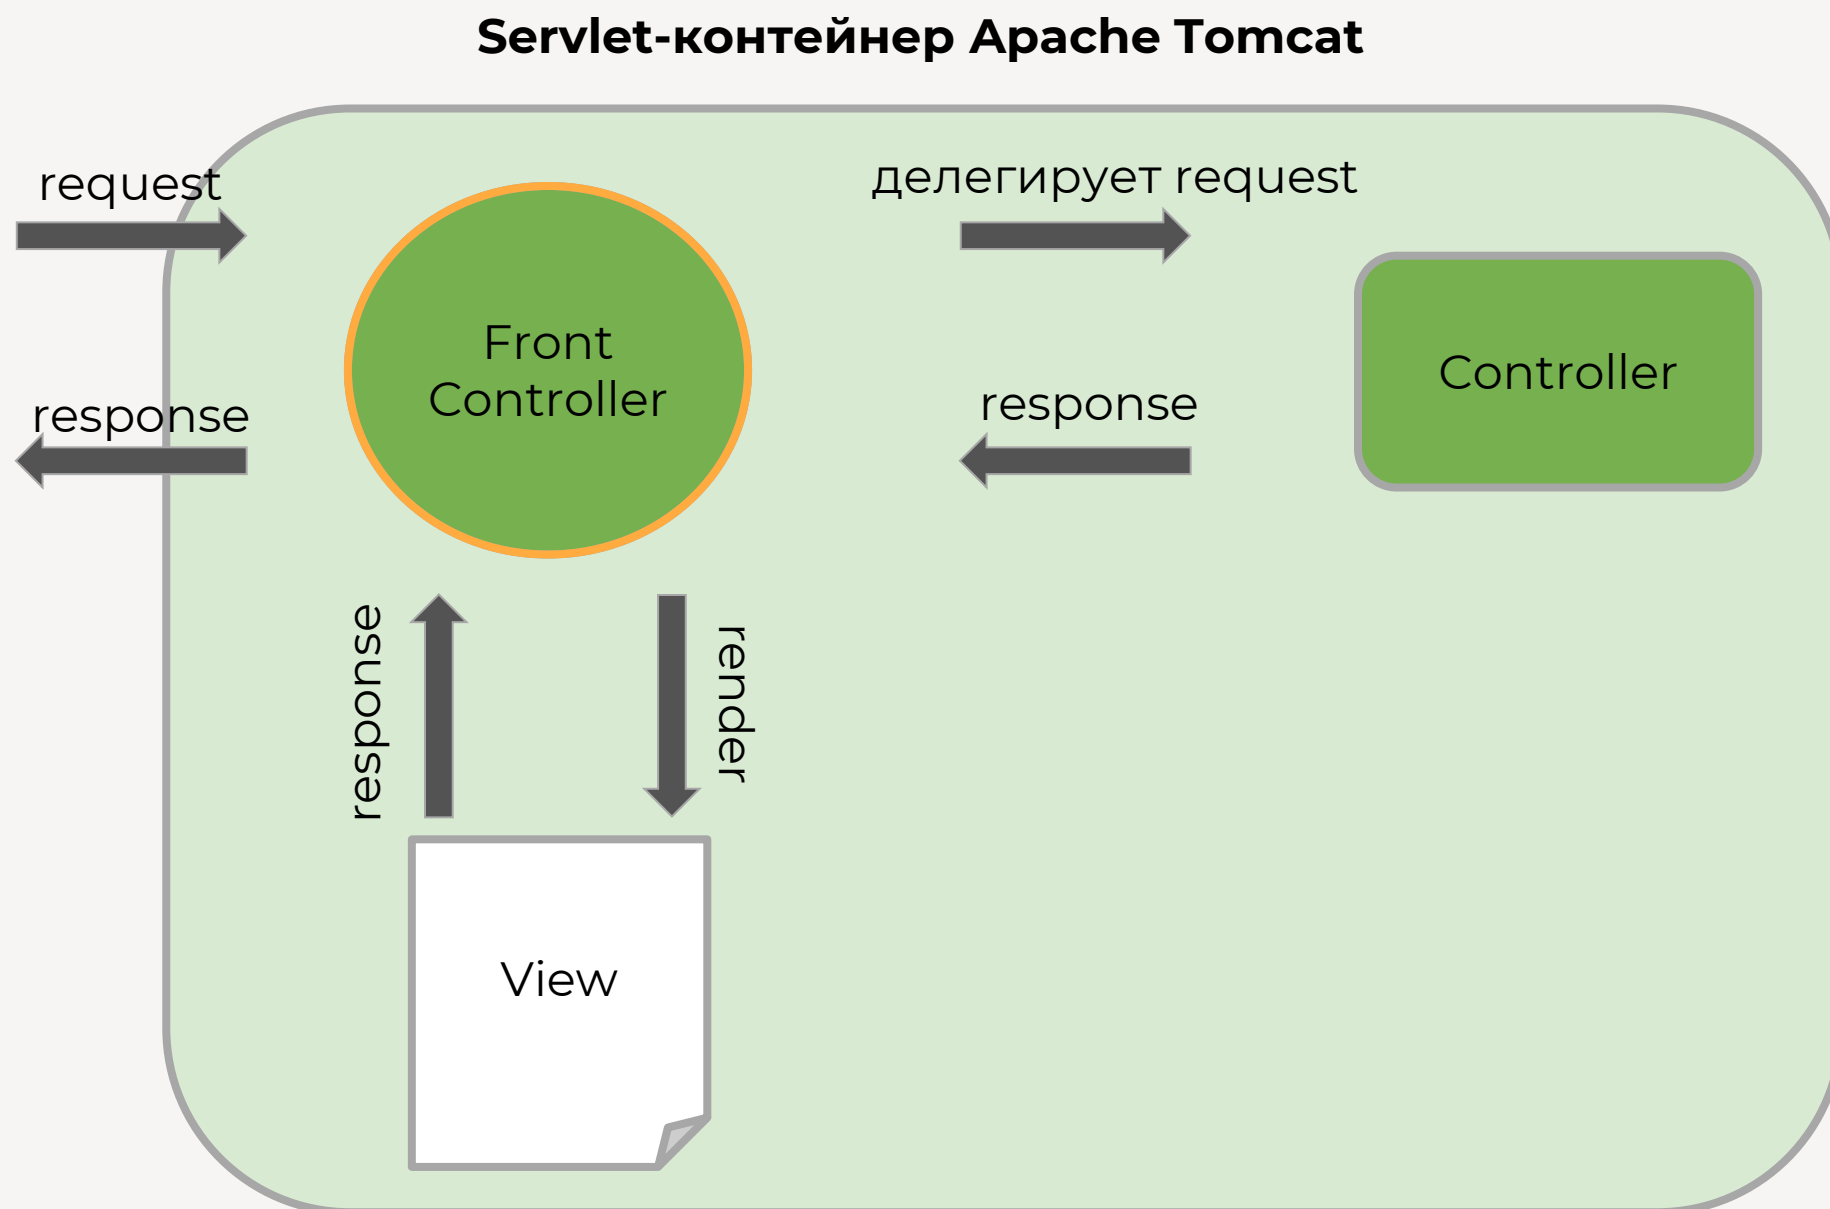 Servlet-контейнер Apache Tomcat
request
делегирует request
Front
Controller
Controller
response
response
response
render
View